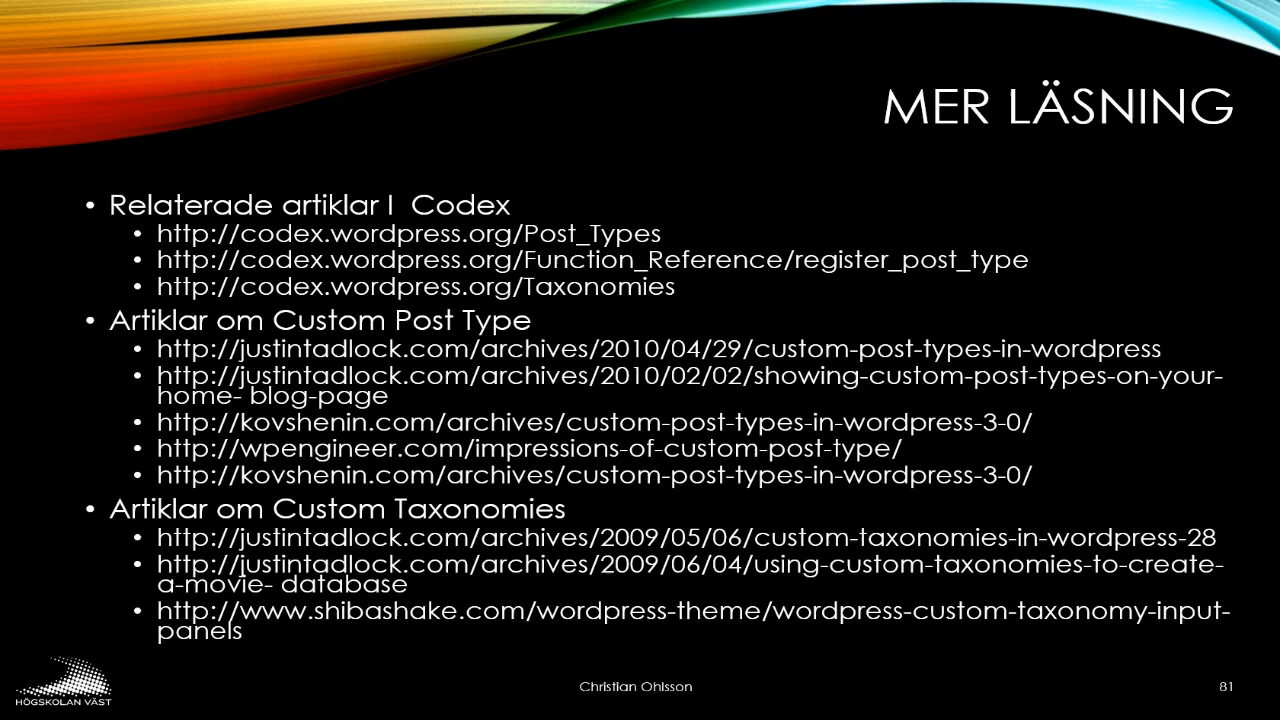 MER LÄSNING
• Relaterade artiklar I  Codex
• http://codex.wordpress.org/Post_Types
• http://codex.wordpress.org/Function_Reference/register_post_type
• http://codex.wordpress.org/Taxonomies
• Artiklar om Custom Post Type
• http://justintadlock.com/archives/2010/04/29/custom-post-types-in-wordpress
• http://justintadlock.com/archives/2010/02/02/showing-custom-post-types-on-your-
home- blog-page
• http://kovshenin.com/archives/custom-post-types-in-wordpress-3-0/
• http://wpengineer.com/impressions-of-custom-post-type/
• http://kovshenin.com/archives/custom-post-types-in-wordpress-3-0/
• Artiklar om Custom Taxonomies
• http://justintadlock.com/archives/2009/05/06/custom-taxonomies-in-wordpress-28
• http://justintadlock.com/archives/2009/06/04/using-custom-taxonomies-to-create-
a-movie- database
• http://www.shibashake.com/wordpress-theme/wordpress-custom-taxonomy-input-
panels
HÖGSKOLAN VÄST
Christian Ohlsson
81